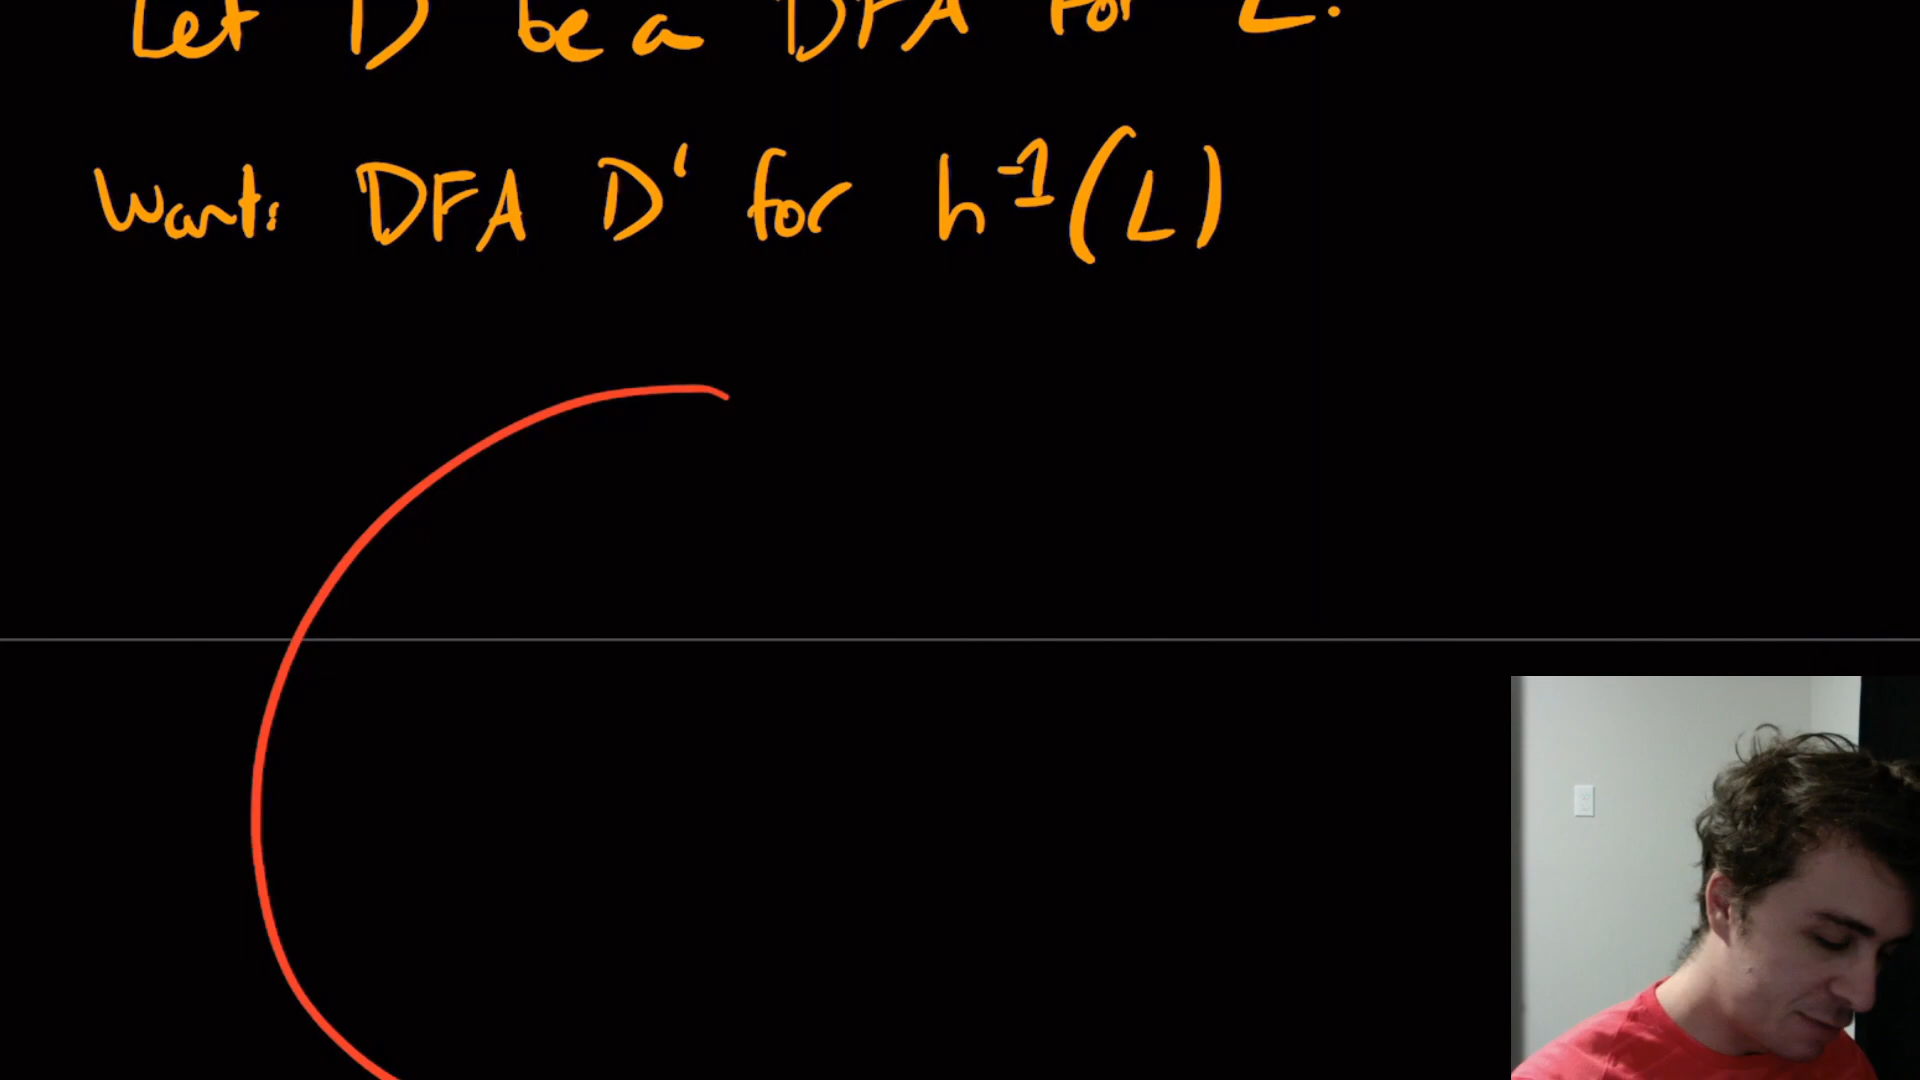 Let D be a DFA for L.
Want: DFA D' for h⁻¹(L)